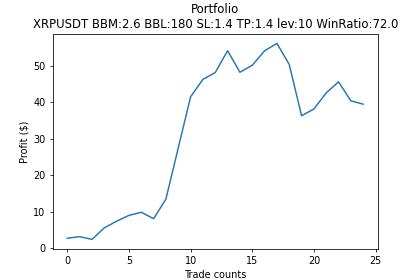 Portfolio
XRPUSDT BBM:2.6 BBL:180 SL:1.4 TP:1.4 lev:10 WinRatio:72.0
50
40
30
20
10
0
Profit ($)
0 5 10 15 20 25
Trade counts